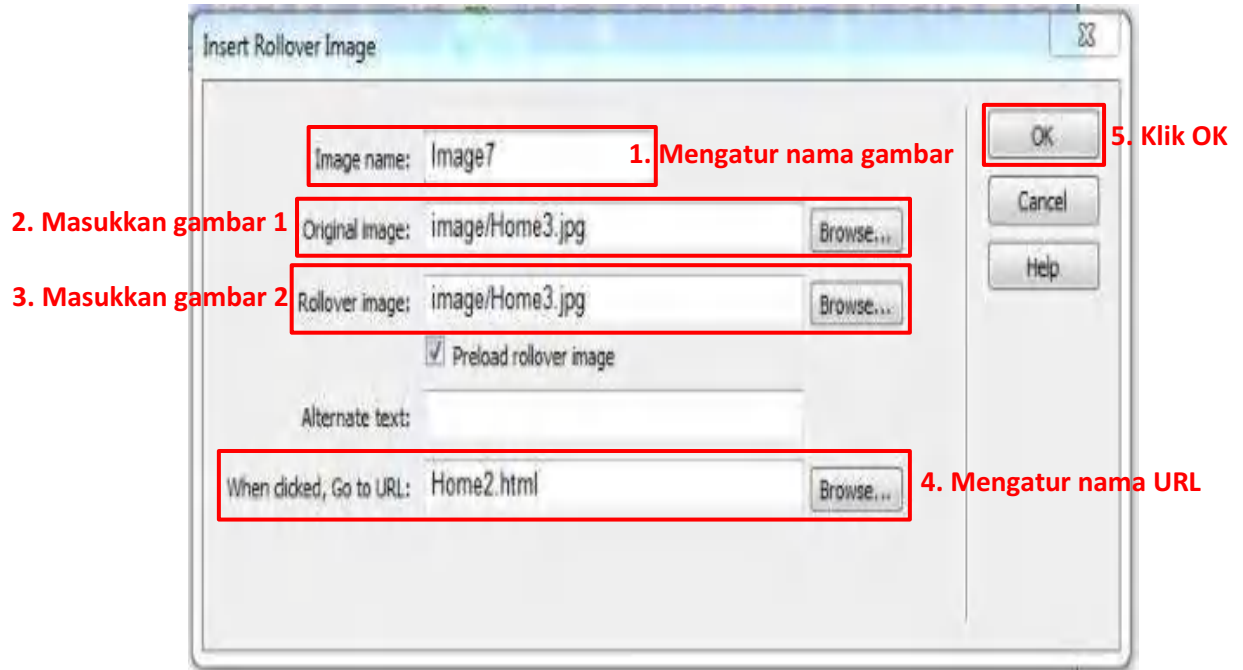 Insert Rollover Image
Image name: Image7
1. Mengatur nama gambar
OK
5. Klik OK
2. Masukkan gambar 1
Original image: image/Home3.jpg Browse...
Cancel
3. Masukkan gambar 2
Rollover image: image/Home3.jpg Browse...
Help
Preload rollover image
Alternate text:
When clicked, Go to URL: Home2.html Browse...
4. Mengatur nama URL